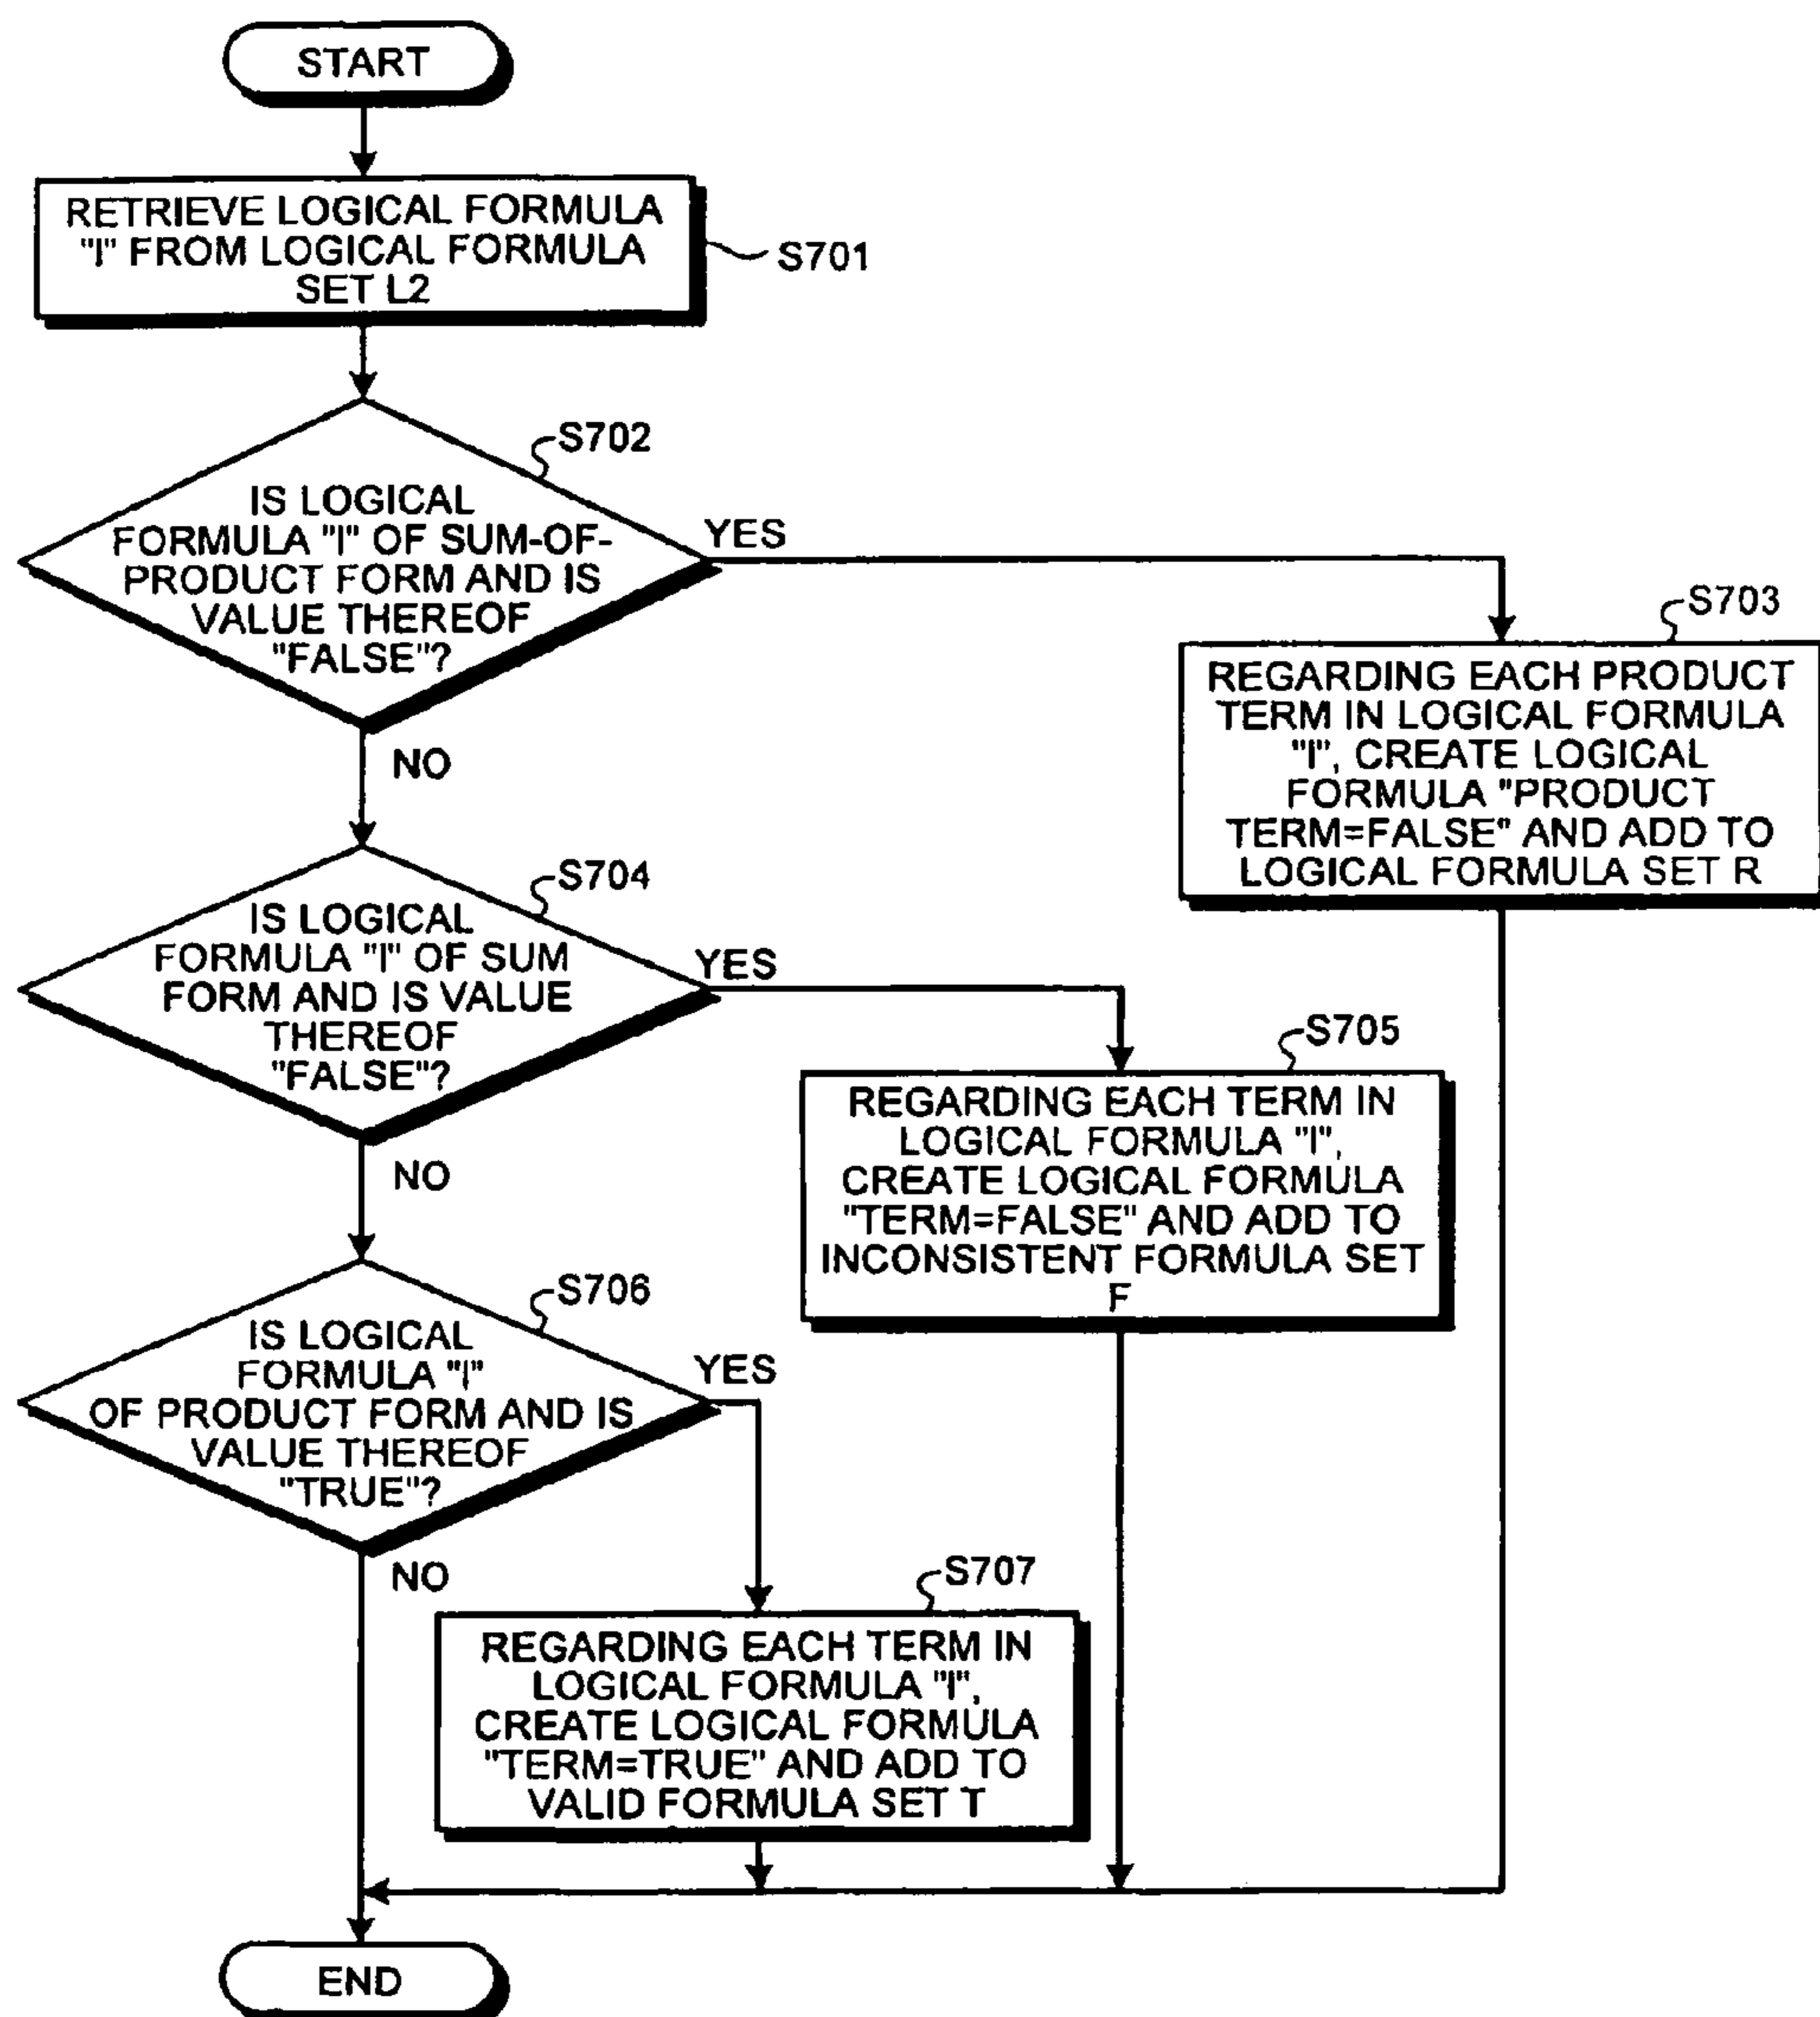 START
RETRIEVE LOGICAL FORMULA
"l" FROM LOGICAL FORMULA
SET L2
S701
S702
IS LOGICAL
FORMULA "l" OF SUM-OF-
PRODUCT FORM AND IS
VALUE THEREOF
"FALSE"?
YES
NO
S703
REGARDING EACH PRODUCT
TERM IN LOGICAL FORMULA
"l", CREATE LOGICAL
FORMULA "PRODUCT
TERM=FALSE" AND ADD TO
LOGICAL FORMULA SET R
S704
IS LOGICAL
FORMULA "l" OF SUM
FORM AND IS VALUE
THEREOF
"FALSE"?
YES
NO
S705
REGARDING EACH TERM IN
LOGICAL FORMULA "l",
CREATE LOGICAL FORMULA
"TERM=FALSE" AND ADD TO
INCONSISTENT FORMULA SET
F
S706
IS LOGICAL
FORMULA "l"
OF PRODUCT FORM AND IS
VALUE THEREOF
"TRUE"?
YES
NO
S707
REGARDING EACH TERM IN
LOGICAL FORMULA "l",
CREATE LOGICAL FORMULA
"TERM=TRUE" AND ADD TO
VALID FORMULA SET T
END